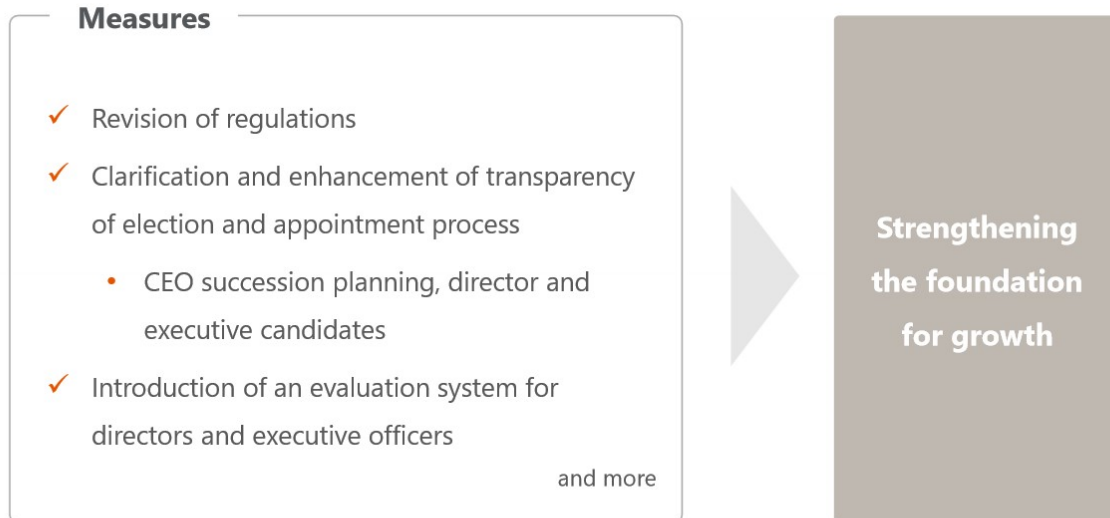 Measures
✓ Revision of regulations
✓ Clarification and enhancement of transparency
of election and appointment process
• CEO succession planning, director and
executive candidates
✓ Introduction of an evaluation system for
directors and executive officers
and more
Strengthening
the foundation
for growth